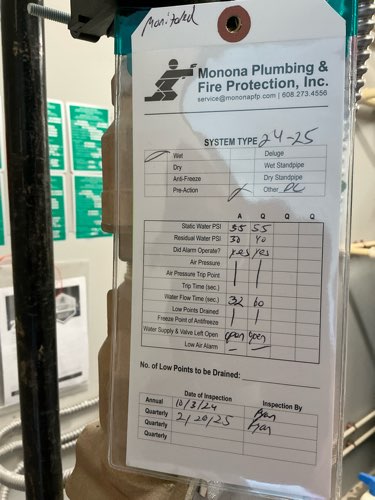 Monitored
Monona Plumbing &
Fire Protection, Inc.
service@mononapfp.com | 608.273.4556
SYSTEM TYPE 24-25
Wet Deluge
Dry Wet Standpipe
Anti-Freeze Dry Standpipe
Pre-Action Other DC
A Q Q Q
Static Water PSI 55 55
Residual Water PSI 50 40
Did Alarm Operate? yes yes
Air Pressure
Air Pressure Trip Point
Trip Time (sec.)
Water Flow Time (sec.) 32 60
Low Points Drained
Freeze Point of Antifreeze
Water Supply & Valve Left Open open open
Low Air Alarm — —
No. of Low Points to be Drained:
Date of Inspection Inspection By
Annual 10/3/24
Quarterly 2/20/25
Quarterly
Quarterly